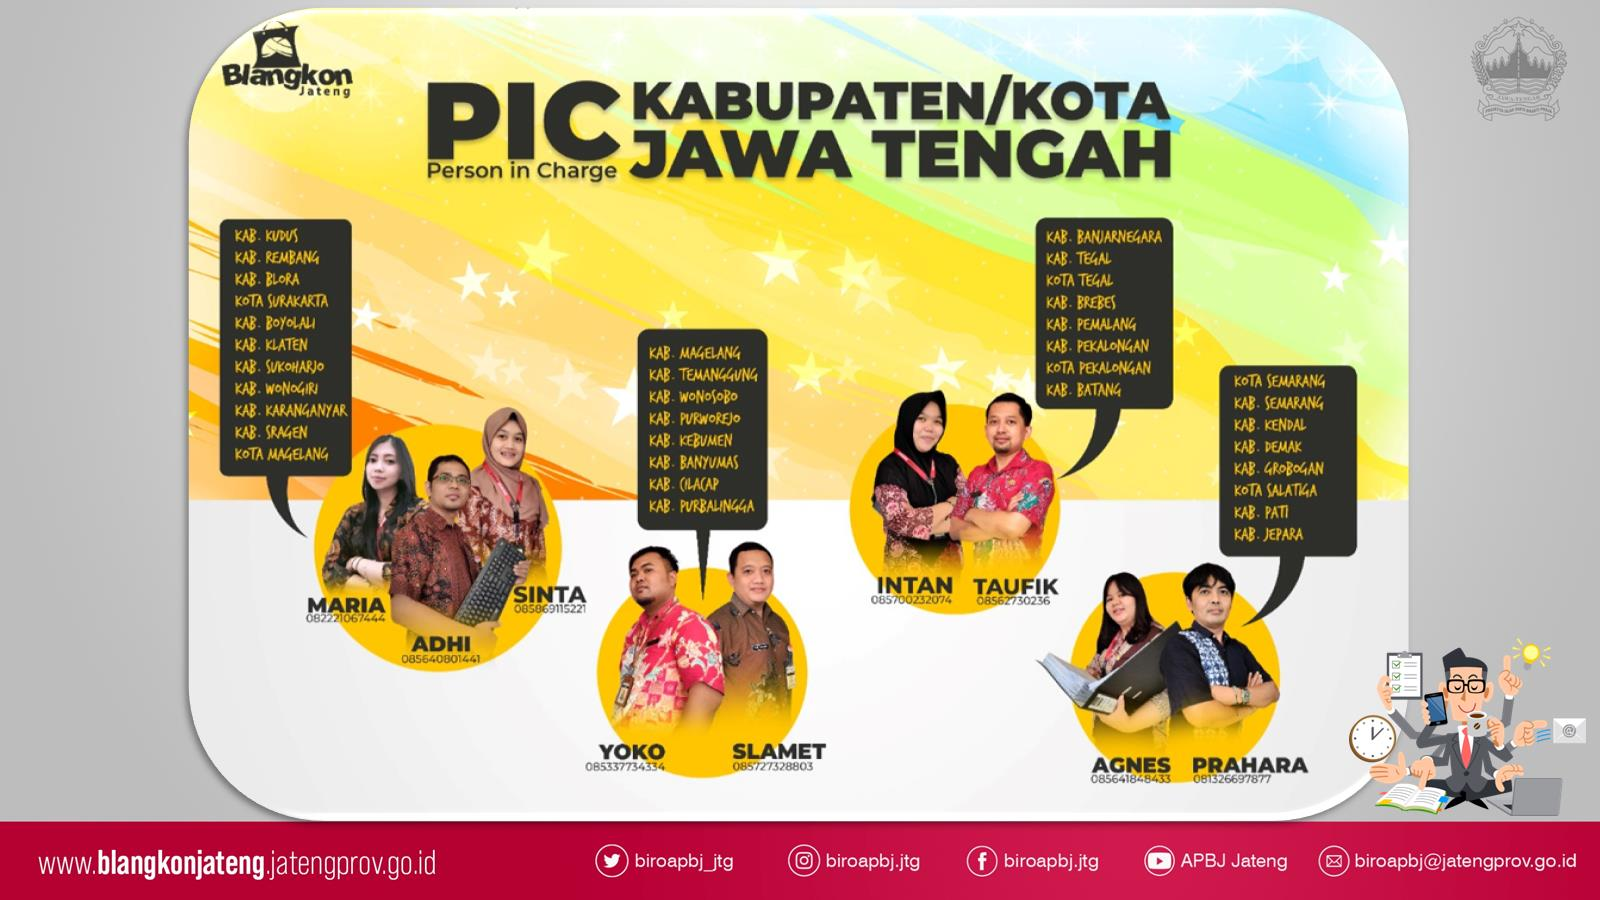 Blangkon
Jateng
PIC
Person in Charge
KABUPATEN/KOTA
JAWA TENGAH
KAB. KUDUS
KAB. REMBANG
KAB. BLORA
KOTA SURAKARTA
KAB. BOYOLALI
KAB. KLATEN
KAB. SUKOHARJO
KAB. WONOGIRI
KAB. KARANGANYAR
KAB. SRAGEN
KOTA MAGELANG
MARIA
082221067444
ADHI
085640801441
SINTA
085869115221
KAB. MAGELANG
KAB. TEMANGGUNG
KAB. WONOSOBO
KAB. PURWOREJO
KAB. KEBUMEN
KAB. BANYUMAS
KAB. CILACAP
KAB. PURBALINGGA
YOKO
085337734334
SLAMET
085727328803
KAB. BANJARNEGARA
KAB. TEGAL
KOTA TEGAL
KAB. BREBES
KAB. PEMALANG
KAB. PEKALONGAN
KOTA PEKALONGAN
KAB. BATANG
INTAN
085700232074
TAUFIK
08562730236
KOTA SEMARANG
KAB. SEMARANG
KAB. KENDAL
KAB. DEMAK
KAB. GROBOGAN
KOTA SALATIGA
KAB. PATI
KAB. JEPARA
AGNES
085641848433
PRAHARA
081326697877
www.blangkonjateng.jatengprov.go.id
biroapbj_jtg
biroapbj.jtg
biroapbj.jtg
APBJ Jateng
biroapbj@jatengprov.go.id